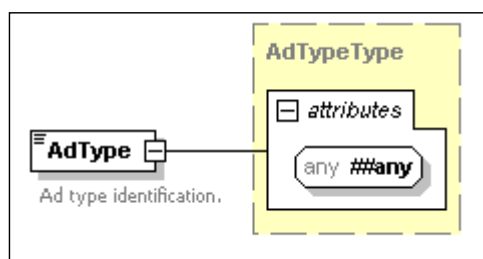 AdTypeType
attributes
AdType
any ##any
Ad type identification.